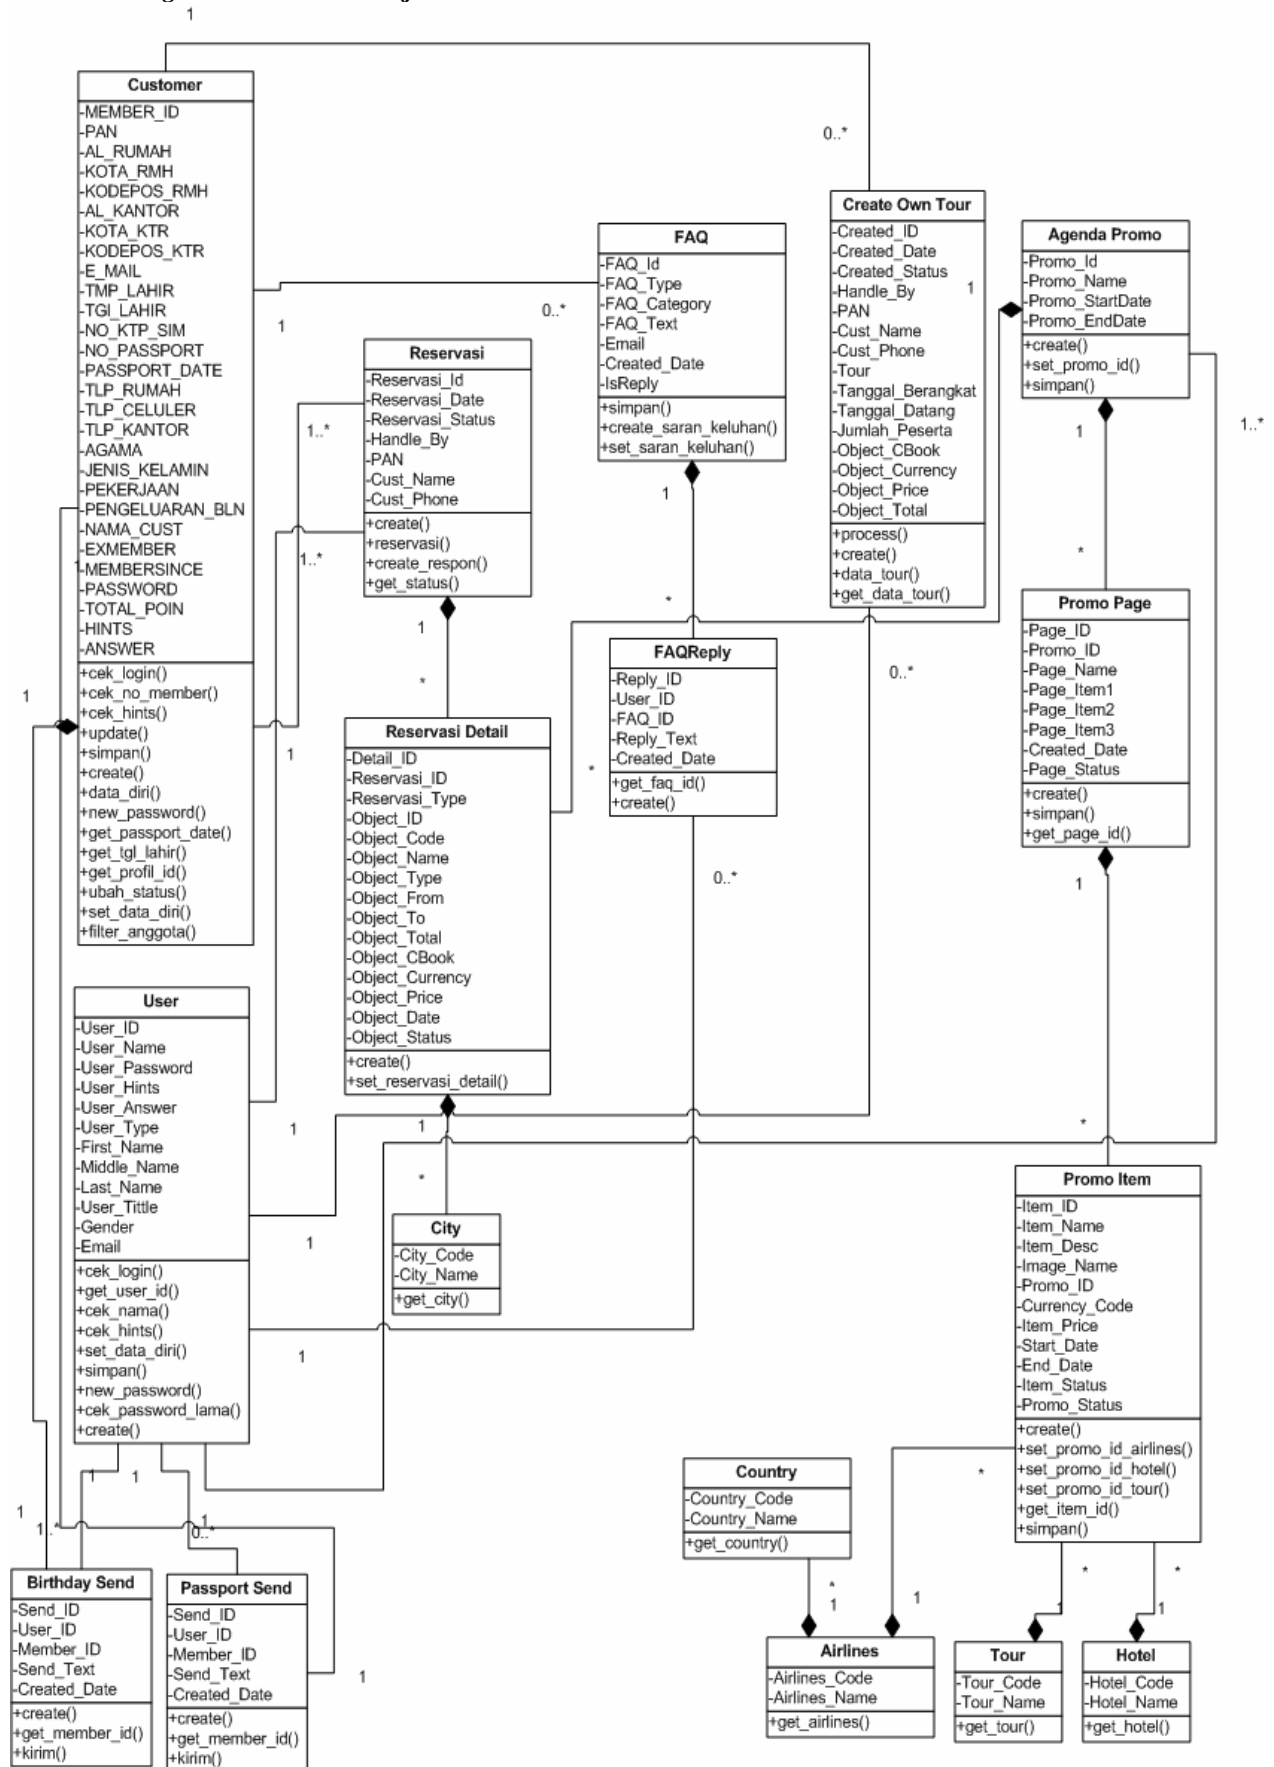 1
Customer
-MEMBER_ID
-PAN
-AL_RUMAH
-KOTA_RMH
-KODEPOS_RMH
-AL_KANTOR
-KOTA_KTR
-KODEPOS_KTR
-E_MAIL
-TMP_LAHIR
-TGI_LAHIR
-NO_KTP_SIM
-NO_PASSPORT
-PASSPORT_DATE
-TLP_RUMAH
-TLP_CELULER
-TLP_KANTOR
-AGAMA
-JENIS_KELAMIN
-PEKERJAAN
-PENGELUARAN_BLN
-NAMA_CUST
-EXMEMBER
-MEMBERSINCE
-PASSWORD
-TOTAL_POIN
-HINTS
-ANSWER
+cek_login()
+cek_no_member()
+cek_hints()
+update()
+simpan()
+create()
+data_diri()
+new_password()
+get_passport_date()
+get_tgl_lahir()
+get_profil_id()
+ubah_status()
+set_data_diri()
+filter_anggota()
1
1
0..*
FAQ
-FAQ_Id
-FAQ_Type
-FAQ_Category
-FAQ_Text
-Email
-Created_Date
-IsReply
+simpan()
+create_saran_keluhan()
+set_saran_keluhan()
1
*
0..*
Create Own Tour
-Created_ID
-Created_Date
-Created_Status
-Handle_By
-PAN
-Cust_Name
-Cust_Phone
-Tour
-Tanggal_Berangkat
-Tanggal_Datang
-Jumlah_Peserta
-Object_CBook
-Object_Currency
-Object_Price
-Object_Total
+process()
+create()
+data_tour()
+get_data_tour()
1
0..*
Agenda Promo
-Promo_Id
-Promo_Name
-Promo_StartDate
-Promo_EndDate
+create()
+set_promo_id()
+simpan()
1
1..*
*
Reservasi
-Reservasi_Id
-Reservasi_Date
-Reservasi_Status
-Handle_By
-PAN
-Cust_Name
-Cust_Phone
+create()
+reservasi()
+create_respon()
+get_status()
1
1..*
1..*
1
*
Promo Page
-Page_ID
-Promo_ID
-Page_Name
-Page_Item1
-Page_Item2
-Page_Item3
-Created_Date
-Page_Status
+create()
+simpan()
+get_page_id()
1
*
FAQReply
-Reply_ID
-User_ID
-FAQ_ID
-Reply_Text
-Created_Date
+get_faq_id()
+create()
0..*
Reservasi Detail
-Detail_ID
-Reservasi_ID
-Reservasi_Type
-Object_ID
-Object_Code
-Object_Name
-Object_Type
-Object_From
-Object_To
-Object_Total
-Object_CBook
-Object_Currency
-Object_Price
-Object_Date
-Object_Status
+create()
+set_reservasi_detail()
1
*
1
*
User
-User_ID
-User_Name
-User_Password
-User_Hints
-User_Answer
-User_Type
-First_Name
-Middle_Name
-Last_Name
-User_Tittle
-Gender
-Email
+cek_login()
+get_user_id()
+cek_nama()
+cek_hints()
+set_data_diri()
+simpan()
+new_password()
+cek_password_lama()
+create()
1
1
1
1
1
City
-City_Code
-City_Name
+get_city()
Promo Item
-Item_ID
-Item_Name
-Item_Desc
-Image_Name
-Promo_ID
-Currency_Code
-Item_Price
-Start_Date
-End_Date
-Item_Status
-Promo_Status
+create()
+set_promo_id_airlines()
+set_promo_id_hotel()
+set_promo_id_tour()
+get_item_id()
+simpan()
*
*
*
Country
-Country_Code
-Country_Name
+get_country()
*
1
1
1
1
1
1..*
1
0..*
Birthday Send
-Send_ID
-User_ID
-Member_ID
-Send_Text
-Created_Date
+create()
+get_member_id()
+kirim()
Passport Send
-Send_ID
-User_ID
-Member_ID
-Send_Text
-Created_Date
+create()
+get_member_id()
+kirim()
1
Airlines
-Airlines_Code
-Airlines_Name
+get_airlines()
Tour
-Tour_Code
-Tour_Name
+get_tour()
Hotel
-Hotel_Code
-Hotel_Name
+get_hotel()